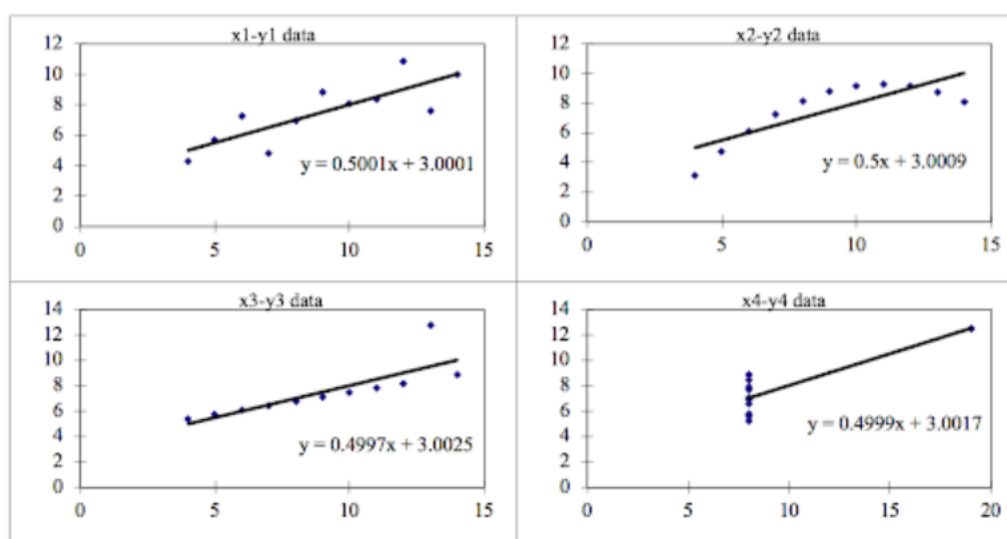 x1-y1 data
12
10
8
6
4
2
0
y = 0.5001x + 3.0001
0 5 10 15
x2-y2 data
12
10
8
6
4
2
0
y = 0.5x + 3.0009
0 5 10 15
x3-y3 data
14
12
10
8
6
4
2
0
y = 0.4997x + 3.0025
0 5 10 15
x4-y4 data
14
12
10
8
6
4
2
0
y = 0.4999x + 3.0017
0 5 10 15 20